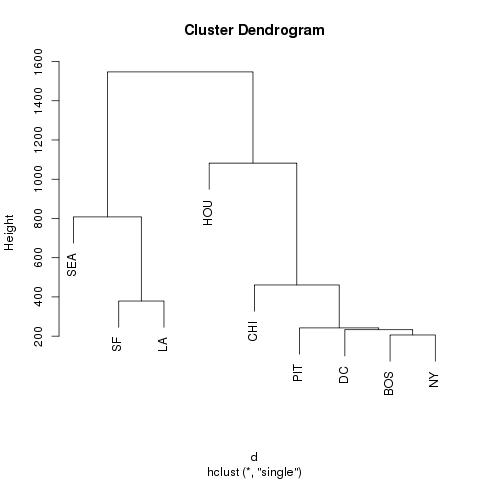 Cluster Dendrogram
1600
1400
1200
1000
800
600
400
200
Height
SEA
SF
LA
HOU
CHI
PIT
DC
BOS
NY
d
hclust (*, "single")